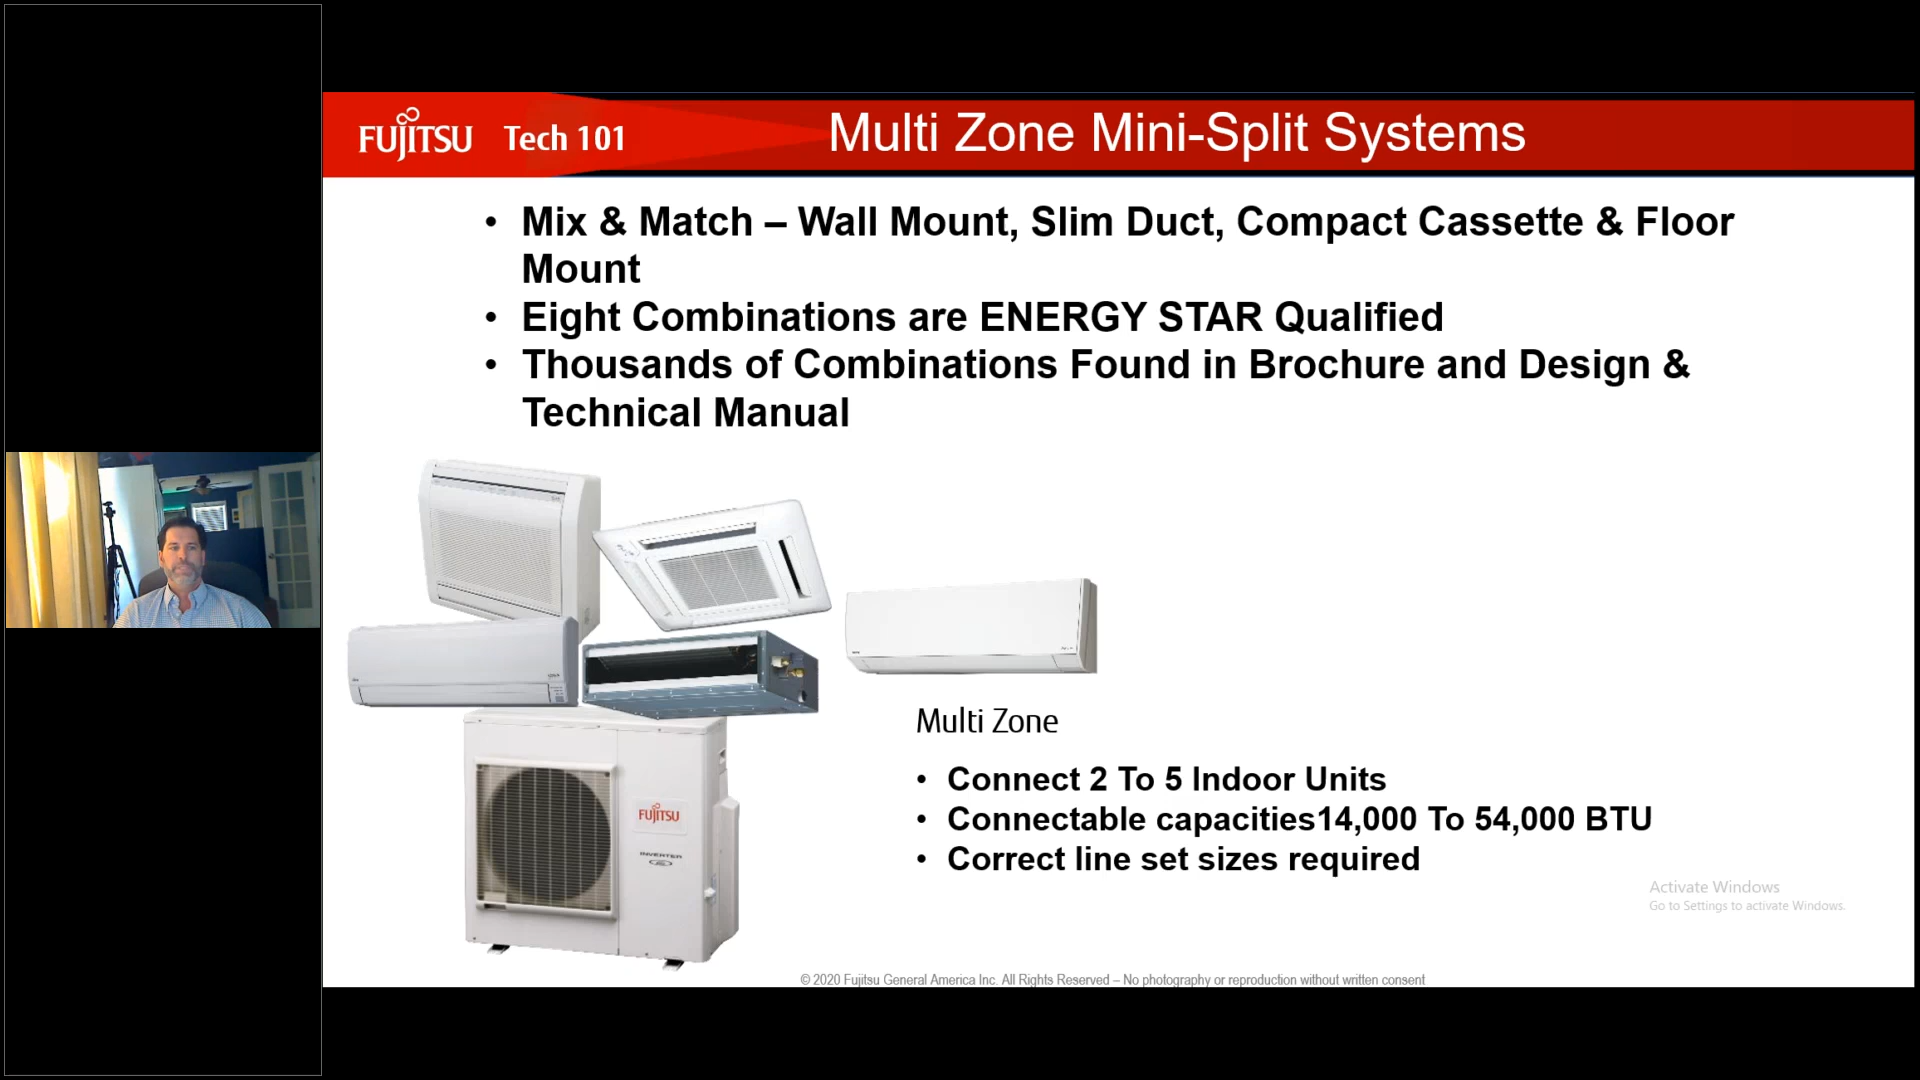 FUJITSU Tech 101
Multi Zone Mini-Split Systems
• Mix & Match – Wall Mount, Slim Duct, Compact Cassette & Floor
Mount
• Eight Combinations are ENERGY STAR Qualified
• Thousands of Combinations Found in Brochure and Design &
Technical Manual
FUJITSU
INVERTER
Multi Zone
• Connect 2 To 5 Indoor Units
• Connectable capacities14,000 To 54,000 BTU
• Correct line set sizes required
Activate Windows
Go to Settings to activate Windows.
© 2020 Fujitsu General America Inc. All Rights Reserved – No photography or reproduction without written consent